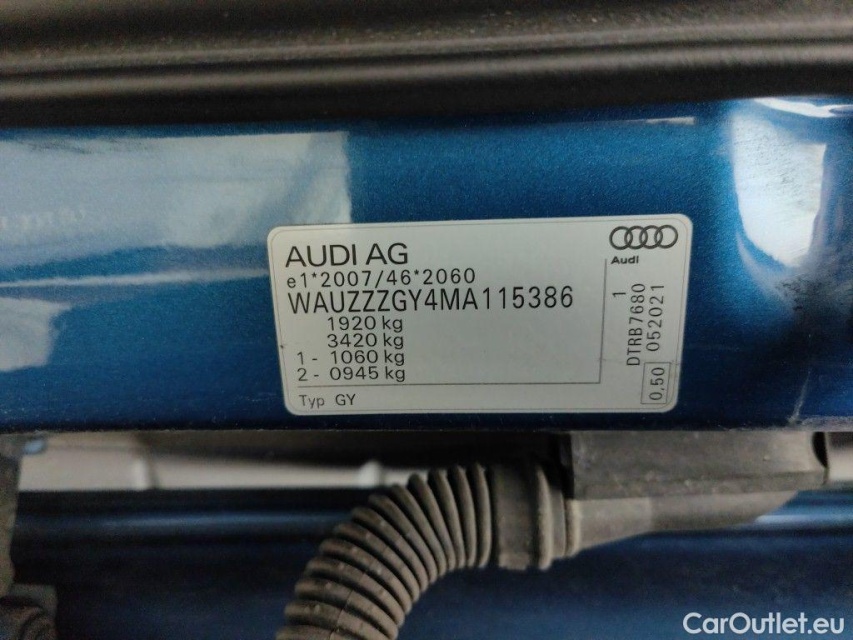 AUDI AG
Audi
e1*2007/46*2060
WAUZZZGY4MA115386
1920 kg
3420 kg
1 - 1060 kg
2 - 0945 kg
Typ GY
1
DTRB7680
052021
0,50
CarOutlet.eu